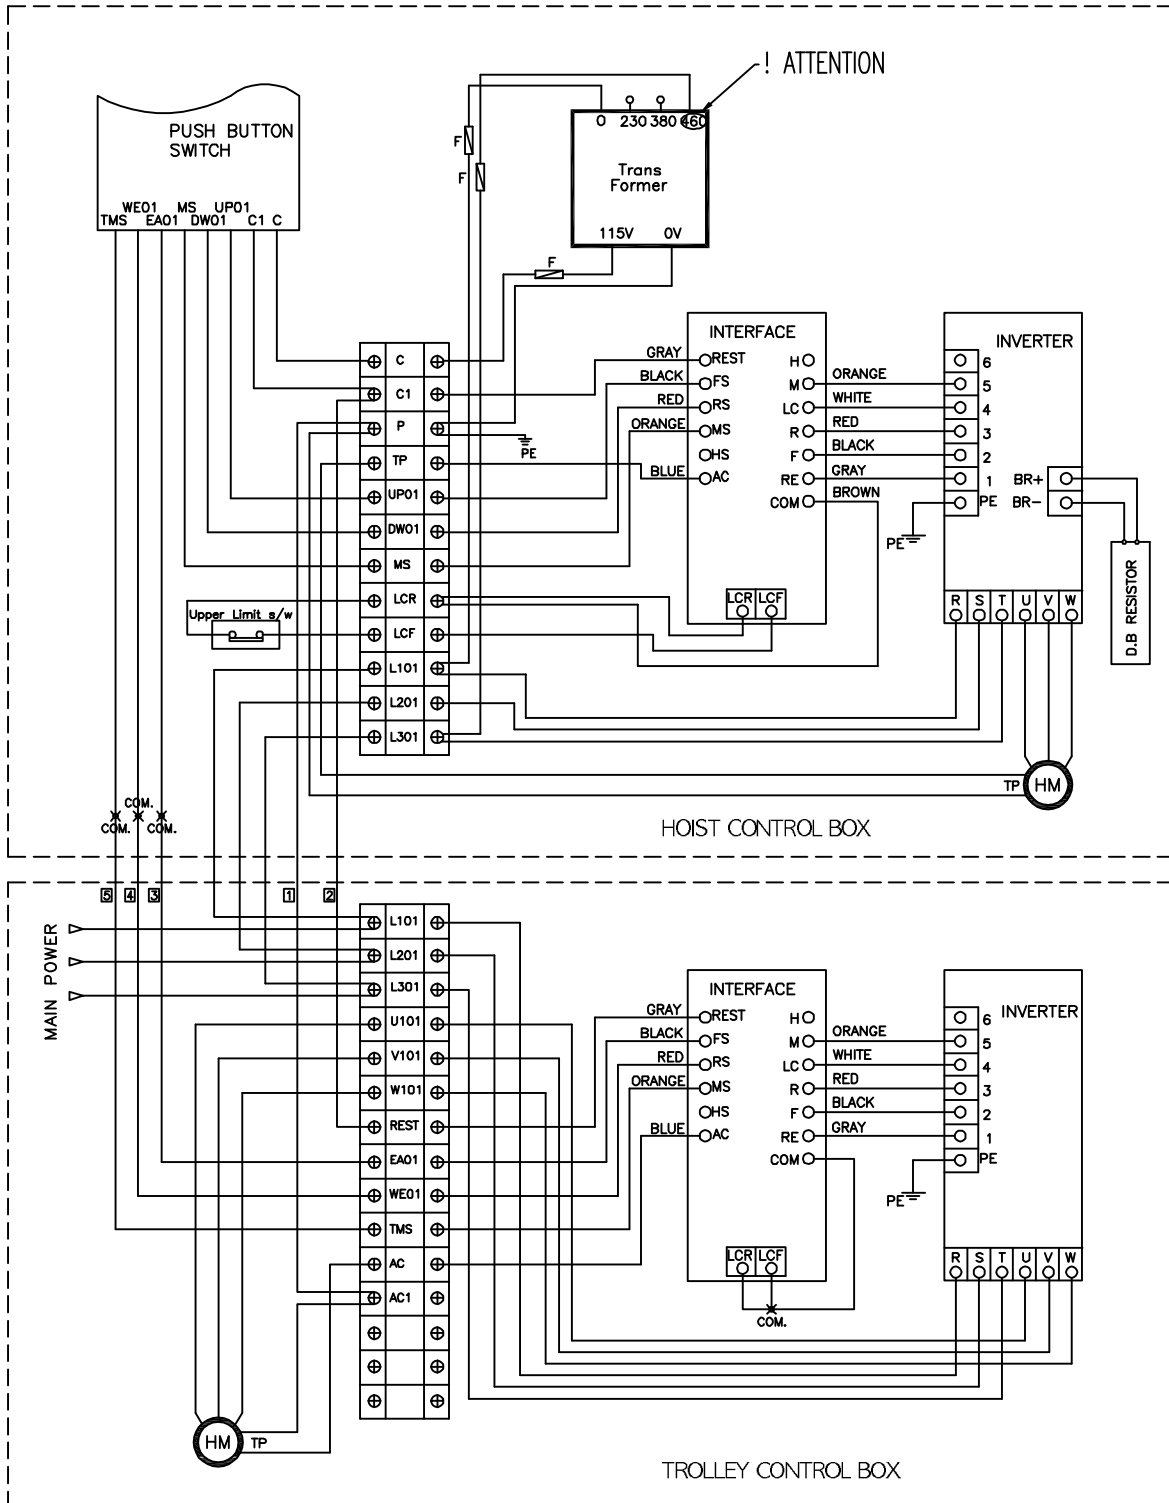 ! ATTENTION
PUSH BUTTON
SWITCH
WE01 MS UP01
TMS EA01 DW01 C1 C
F
F
0 230 380 460
Trans
Former
115V 0V
F
C
C1
P
TP
UP01
DW01
MS
LCR
LCF
L101
L201
L301
PE
Upper Limit s/w
GRAY
BLACK
RED
ORANGE
BLUE
INTERFACE
REST H
FS M
RS LC
MS R
HS F
AC RE
COM
LCR LCF
ORANGE
WHITE
RED
BLACK
GRAY
BROWN
INVERTER
6
5
4
3
2
1
PE
PE
BR+
BR-
R S T U V W
D.B RESISTOR
TP HM
COM.
COM. COM.
HOIST CONTROL BOX
5 4 3 1 2
MAIN POWER
L101
L201
L301
U101
V101
W101
REST
EA01
WE01
TMS
AC
AC1
GRAY
BLACK
RED
ORANGE
BLUE
INTERFACE
REST H
FS M
RS LC
MS R
HS F
AC RE
COM
LCR LCF
COM.
ORANGE
WHITE
RED
BLACK
GRAY
INVERTER
6
5
4
3
2
1
PE
PE
R S T U V W
HM TP
TROLLEY CONTROL BOX